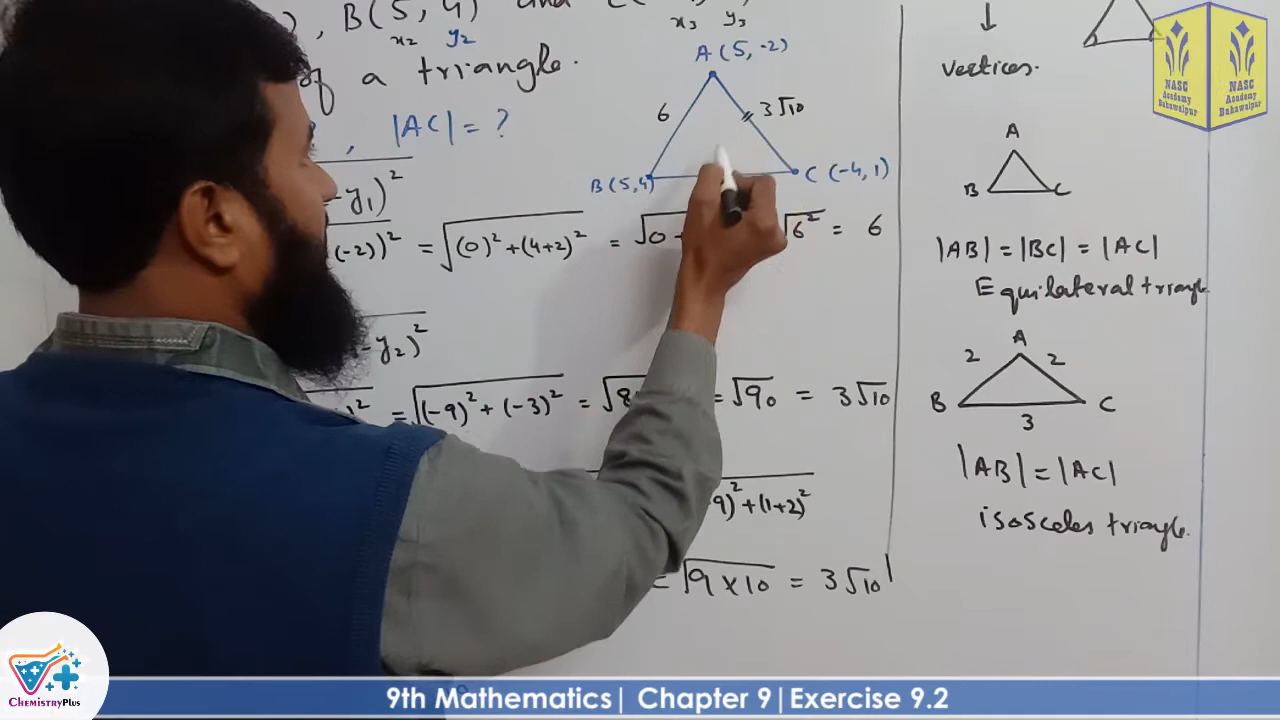 ), B(5, 4) and C(
x₂ y₂ x₃ y₃
of a triangle.
, |AC| = ?
A (5, -2)
6
3√10
B (5, 4)
C (-4, 1)
-y₁)²
(-2))² = √(0)² + (4+2)² = √0 + √6² = 6
-y₂)²
)² = √(-9)² + (-3)² = √8 = √90 = 3√10
9)² + (1+2)²
= √9 × 10 = 3√10
↓
vertices.
A
B C
|AB| = |BC| = |AC|
Equilateral triangle
A
2 2
B C
3
|AB| = |AC|
isosceles triangle.
NASC Academy Bahawalpur
NASC Academy Bahawalpur
ChemistryPlus
9th Mathematics| Chapter 9|Exercise 9.2